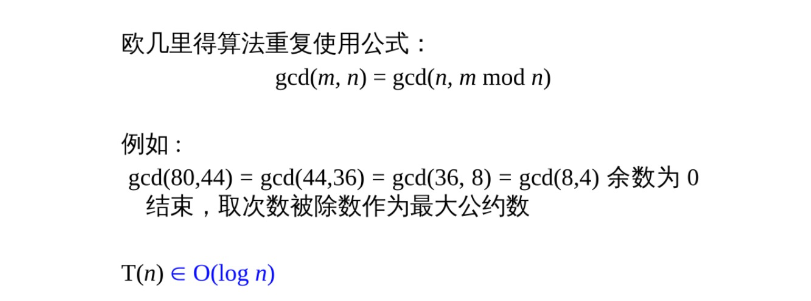 欧几里得算法重复使用公式：
gcd(m, n) = gcd(n, m mod n)
例如 :
gcd(80,44) = gcd(44,36) = gcd(36, 8) = gcd(8,4) 余数为 0
结束，取次数被除数作为最大公约数
T(n) ∈ O(log n)